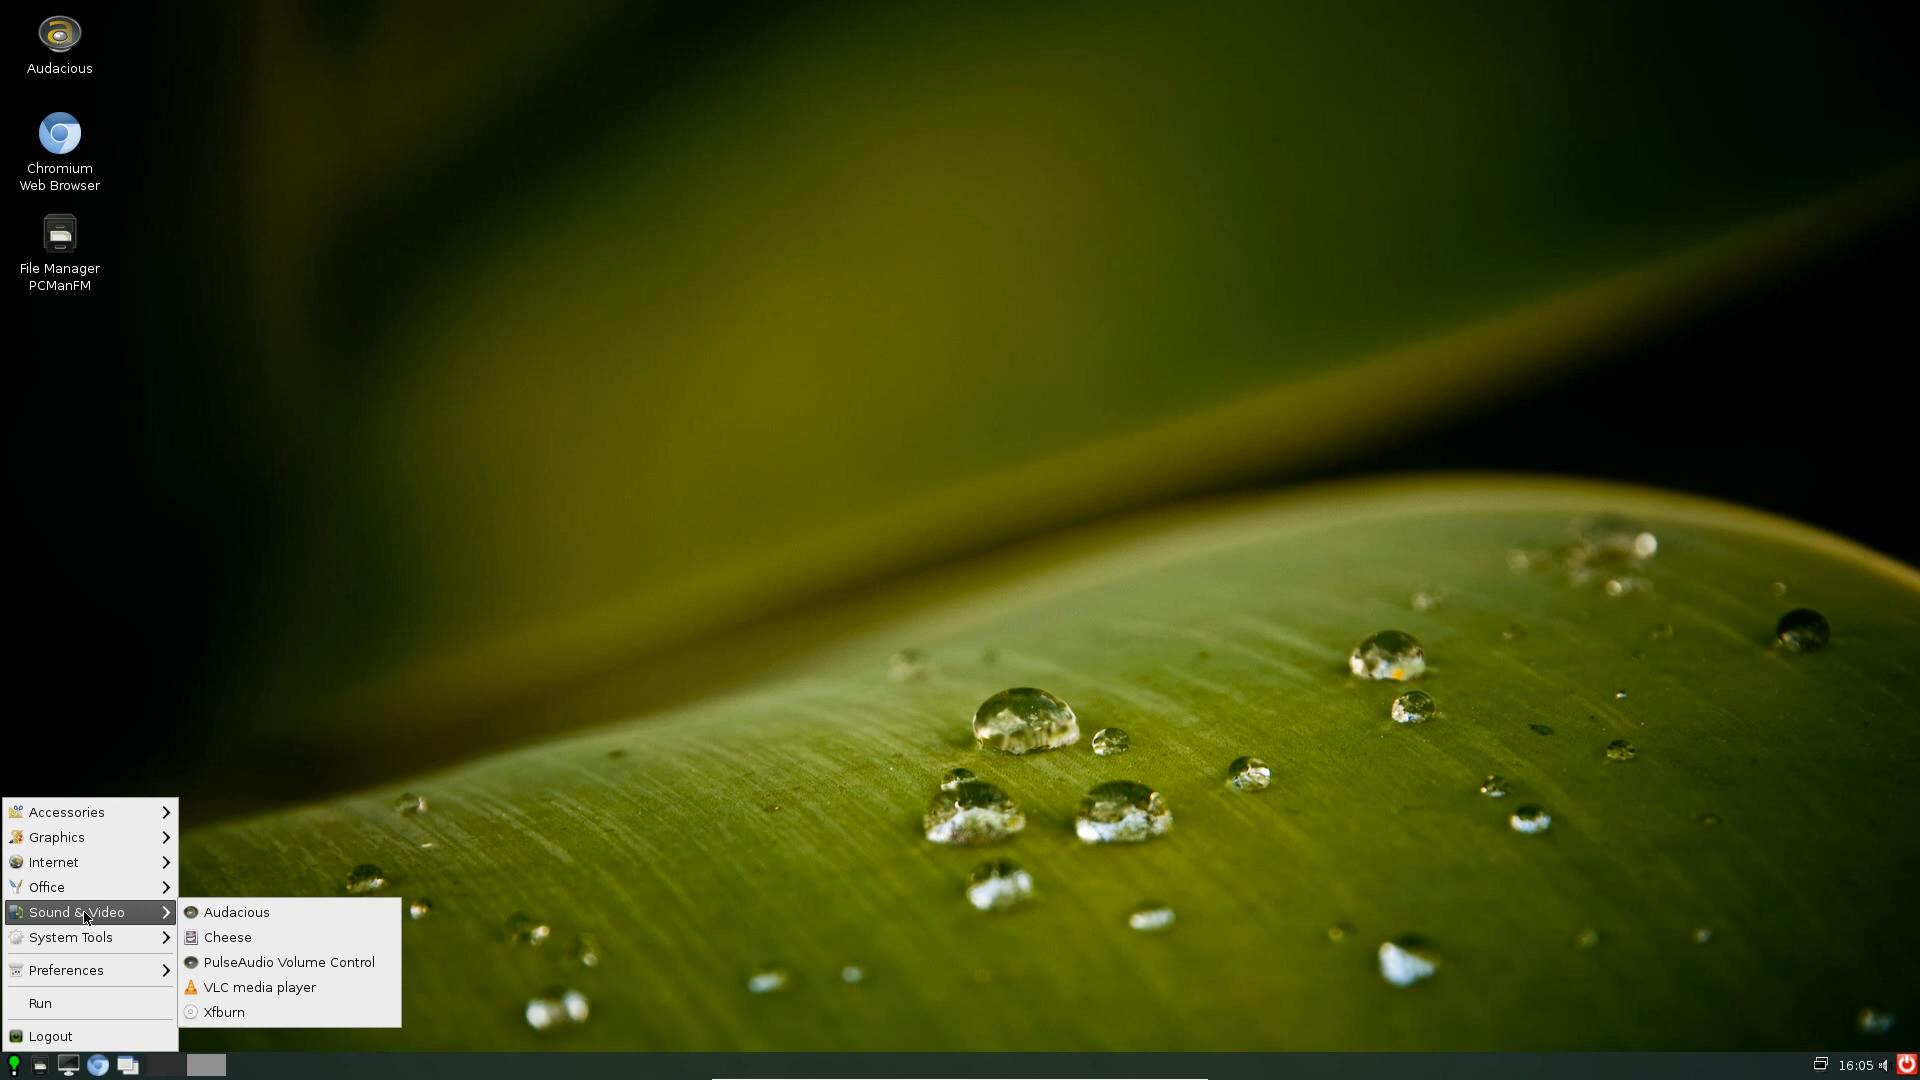 Audacious
Chromium
Web Browser
File Manager
PCManFM
Accessories
Graphics
Internet
Office
Sound & Video
System Tools
Preferences
Run
Logout
Audacious
Cheese
PulseAudio Volume Control
VLC media player
Xfburn
16:05